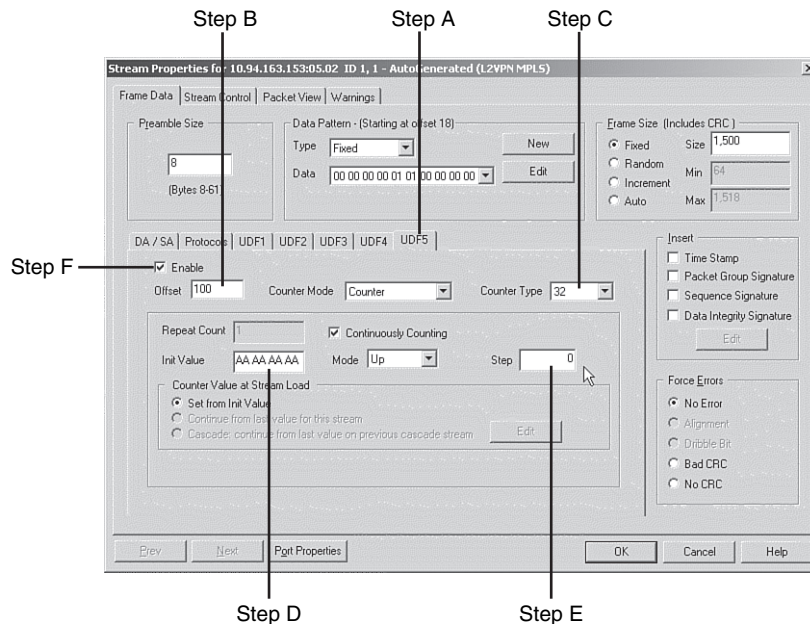 Step B
Step A
Step C
Stream Properties for 10.94.163.153:05.02 ID 1, 1 - AutoGenerated (L2VPN MPLS)
Frame Data Stream Control Packet View Warnings
Preamble Size
8
(Bytes 8-61)
Data Pattern - (Starting at offset 18)
Type Fixed New
Data 00 00 00 00 01 01 00 00 00 00 Edit
Frame Size (Includes CRC )
Fixed Size 1,500
Random Min 64
Increment
Auto Max 1,518
DA / SA Protocols UDF1 UDF2 UDF3 UDF4 UDF5
Step F
Enable
Offset 100 Counter Mode Counter Counter Type 32
Repeat Count 1 Continuously Counting
Init Value AA AA AA AA Mode Up Step 0
Counter Value at Stream Load
Set from Init Value
Continue from last value for this stream
Cascade: continue from last value on previous cascade stream Edit
Insert
Time Stamp
Packet Group Signature
Sequence Signature
Data Integrity Signature
Edit
Force Errors
No Error
Alignment
Dribble Bit
Bad CRC
No CRC
Prev Next Port Properties OK Cancel Help
Step D
Step E